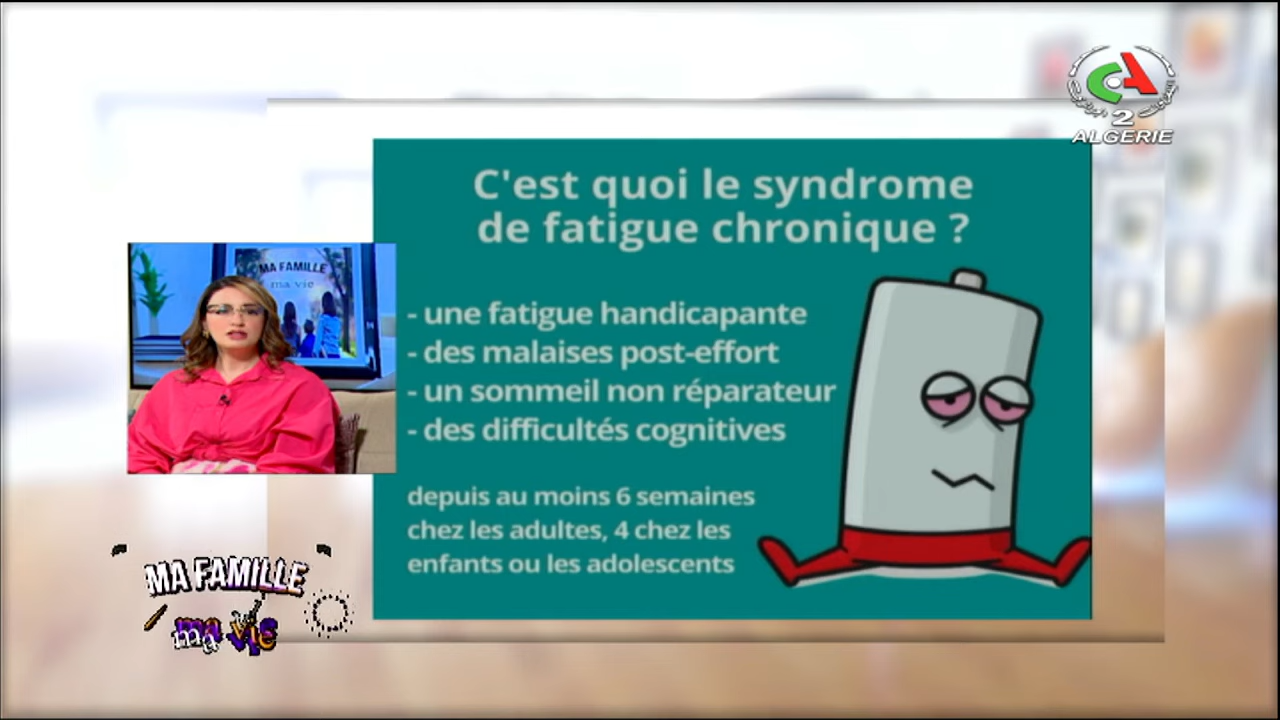 2
ALGERIE
C'est quoi le syndrome
de fatigue chronique ?
- une fatigue handicapante
- des malaises post-effort
- un sommeil non réparateur
- des difficultés cognitives
depuis au moins 6 semaines
chez les adultes, 4 chez les
enfants ou les adolescents
MA FAMILLE
ma vie
MA FAMILLE
ma vie